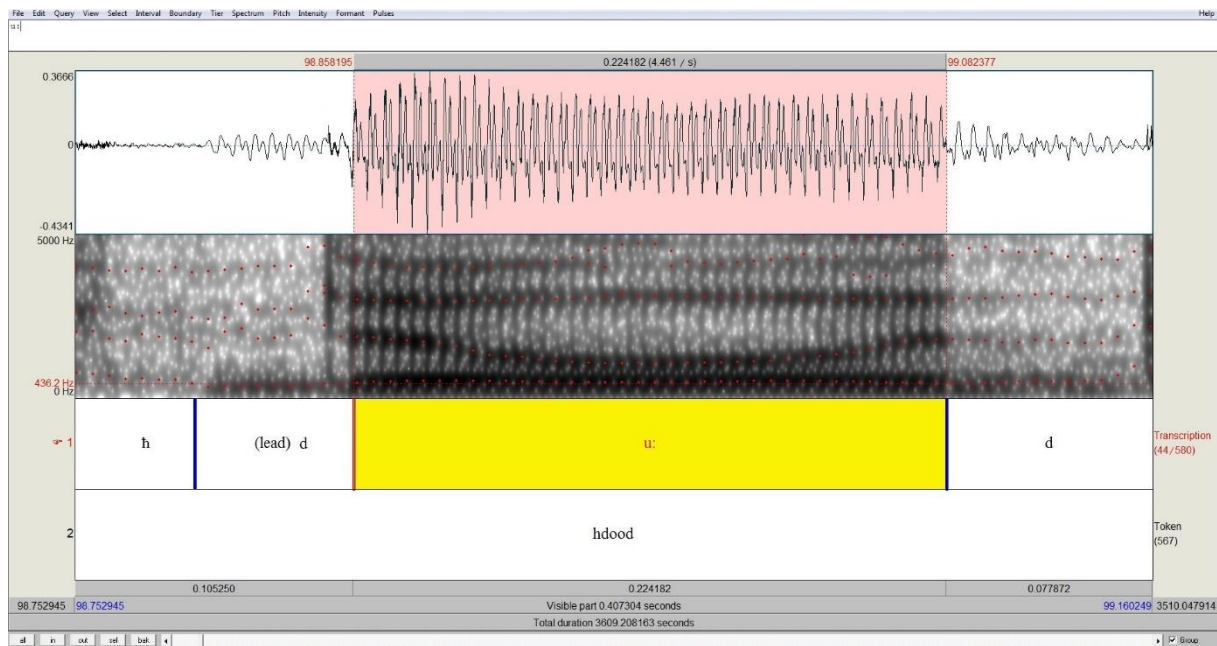 File Edit Query View Select Interval Boundary Tier Spectrum Pitch Intensity Formant Pulses Help
u:
98.858195 0.224182 (4.461 / s) 99.082377
0.3666
0
-0.4341
5000 Hz
436.2 Hz
0 Hz
1 ħ (lead) d u: d Transcription (44/580)
2 hdood Token (567)
0.105250 0.224182 0.077872
98.752945 98.752945 Visible part 0.407304 seconds 99.160249 3510.047914
Total duration 3609.208163 seconds
all in out sel bak Group